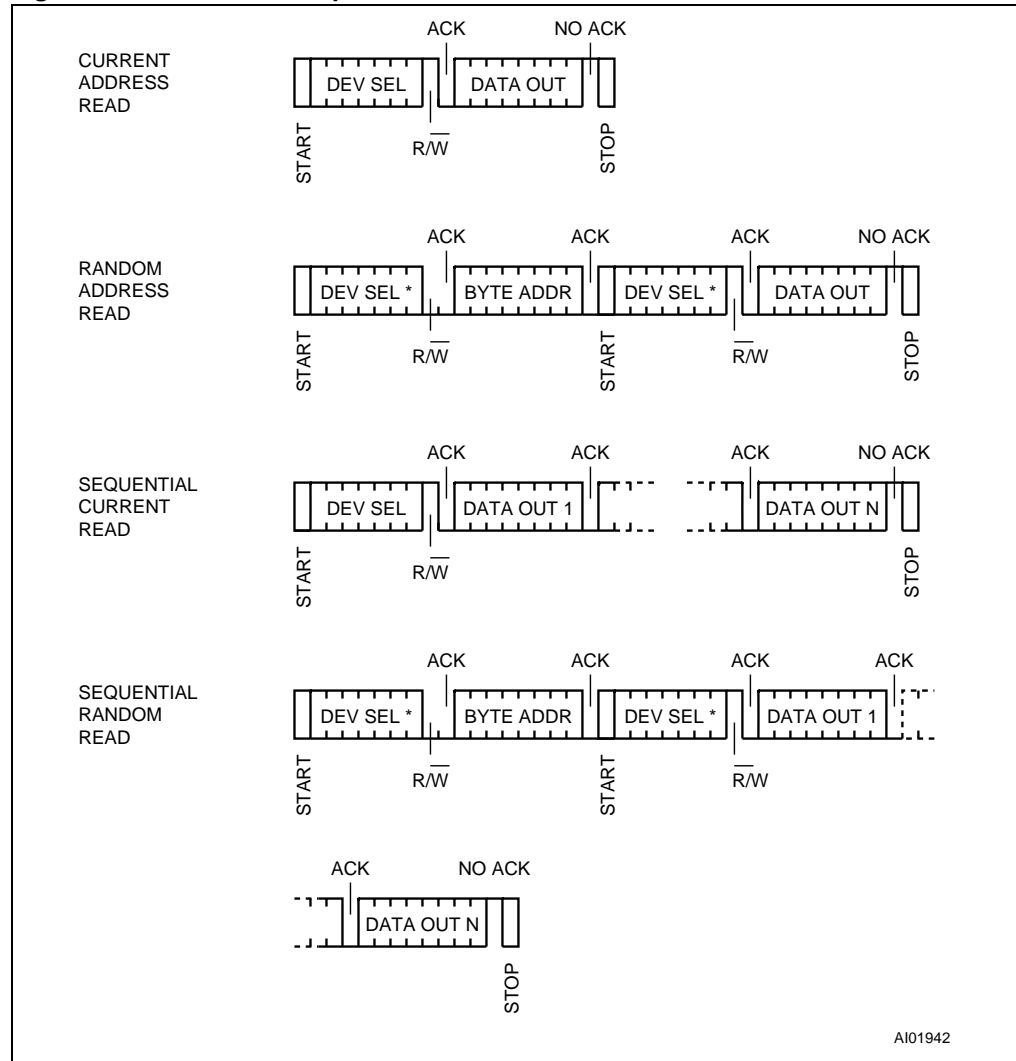 ACK NO ACK
CURRENT
ADDRESS
READ
DEV SEL DATA OUT
START R/W STOP
ACK ACK ACK NO ACK
RANDOM
ADDRESS
READ
DEV SEL * BYTE ADDR DEV SEL * DATA OUT
START R/W START R/W STOP
ACK ACK ACK NO ACK
SEQUENTIAL
CURRENT
READ
DEV SEL DATA OUT 1 DATA OUT N
START R/W STOP
ACK ACK ACK ACK
SEQUENTIAL
RANDOM
READ
DEV SEL * BYTE ADDR DEV SEL * DATA OUT 1
START R/W START R/W
ACK NO ACK
DATA OUT N
STOP
AI01942